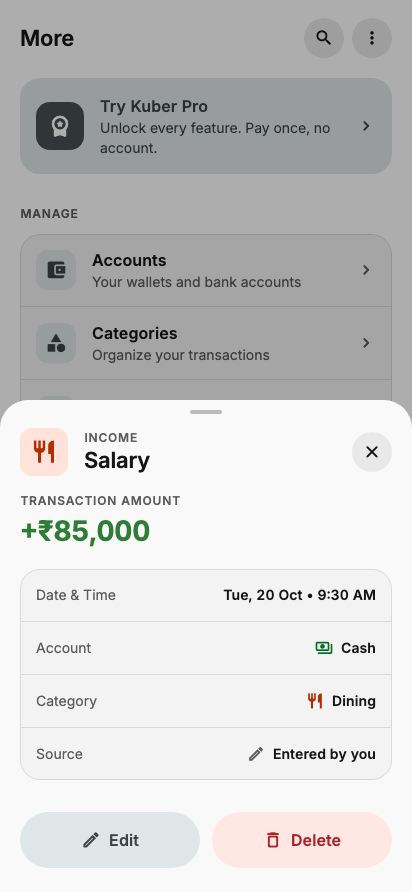 More
Try Kuber Pro
Unlock every feature. Pay once, no
account.
MANAGE
Accounts
Your wallets and bank accounts
Categories
Organize your transactions
INCOME
Salary
TRANSACTION AMOUNT
+₹85,000
Date & Time
Tue, 20 Oct • 9:30 AM
Account
Cash
Category
Dining
Source
Entered by you
Edit
Delete